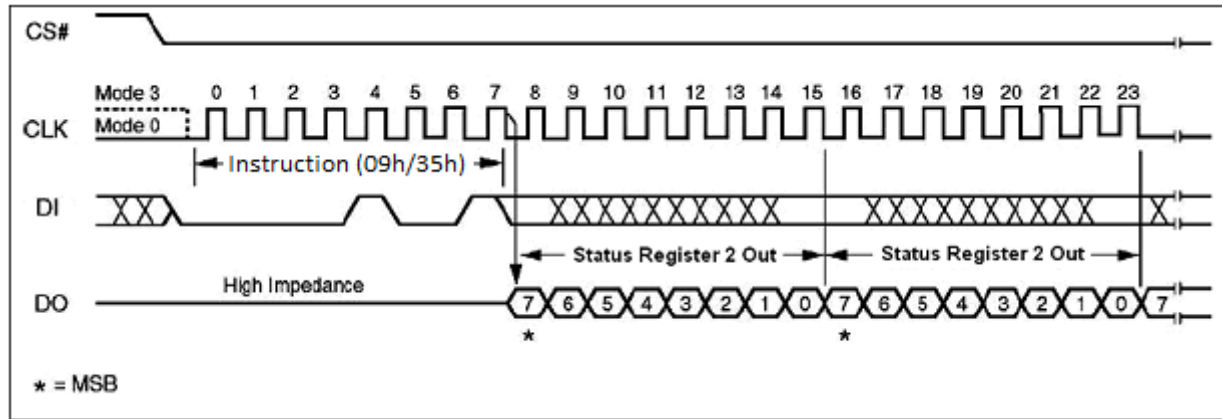 CS#
Mode 3 0 1 2 3 4 5 6 7 8 9 10 11 12 13 14 15 16 17 18 19 20 21 22 23
CLK Mode 0
Instruction (09h/35h)
DI
Status Register 2 Out Status Register 2 Out
High Impedance
DO 7 6 5 4 3 2 1 0 7 6 5 4 3 2 1 0 7
* *
* = MSB